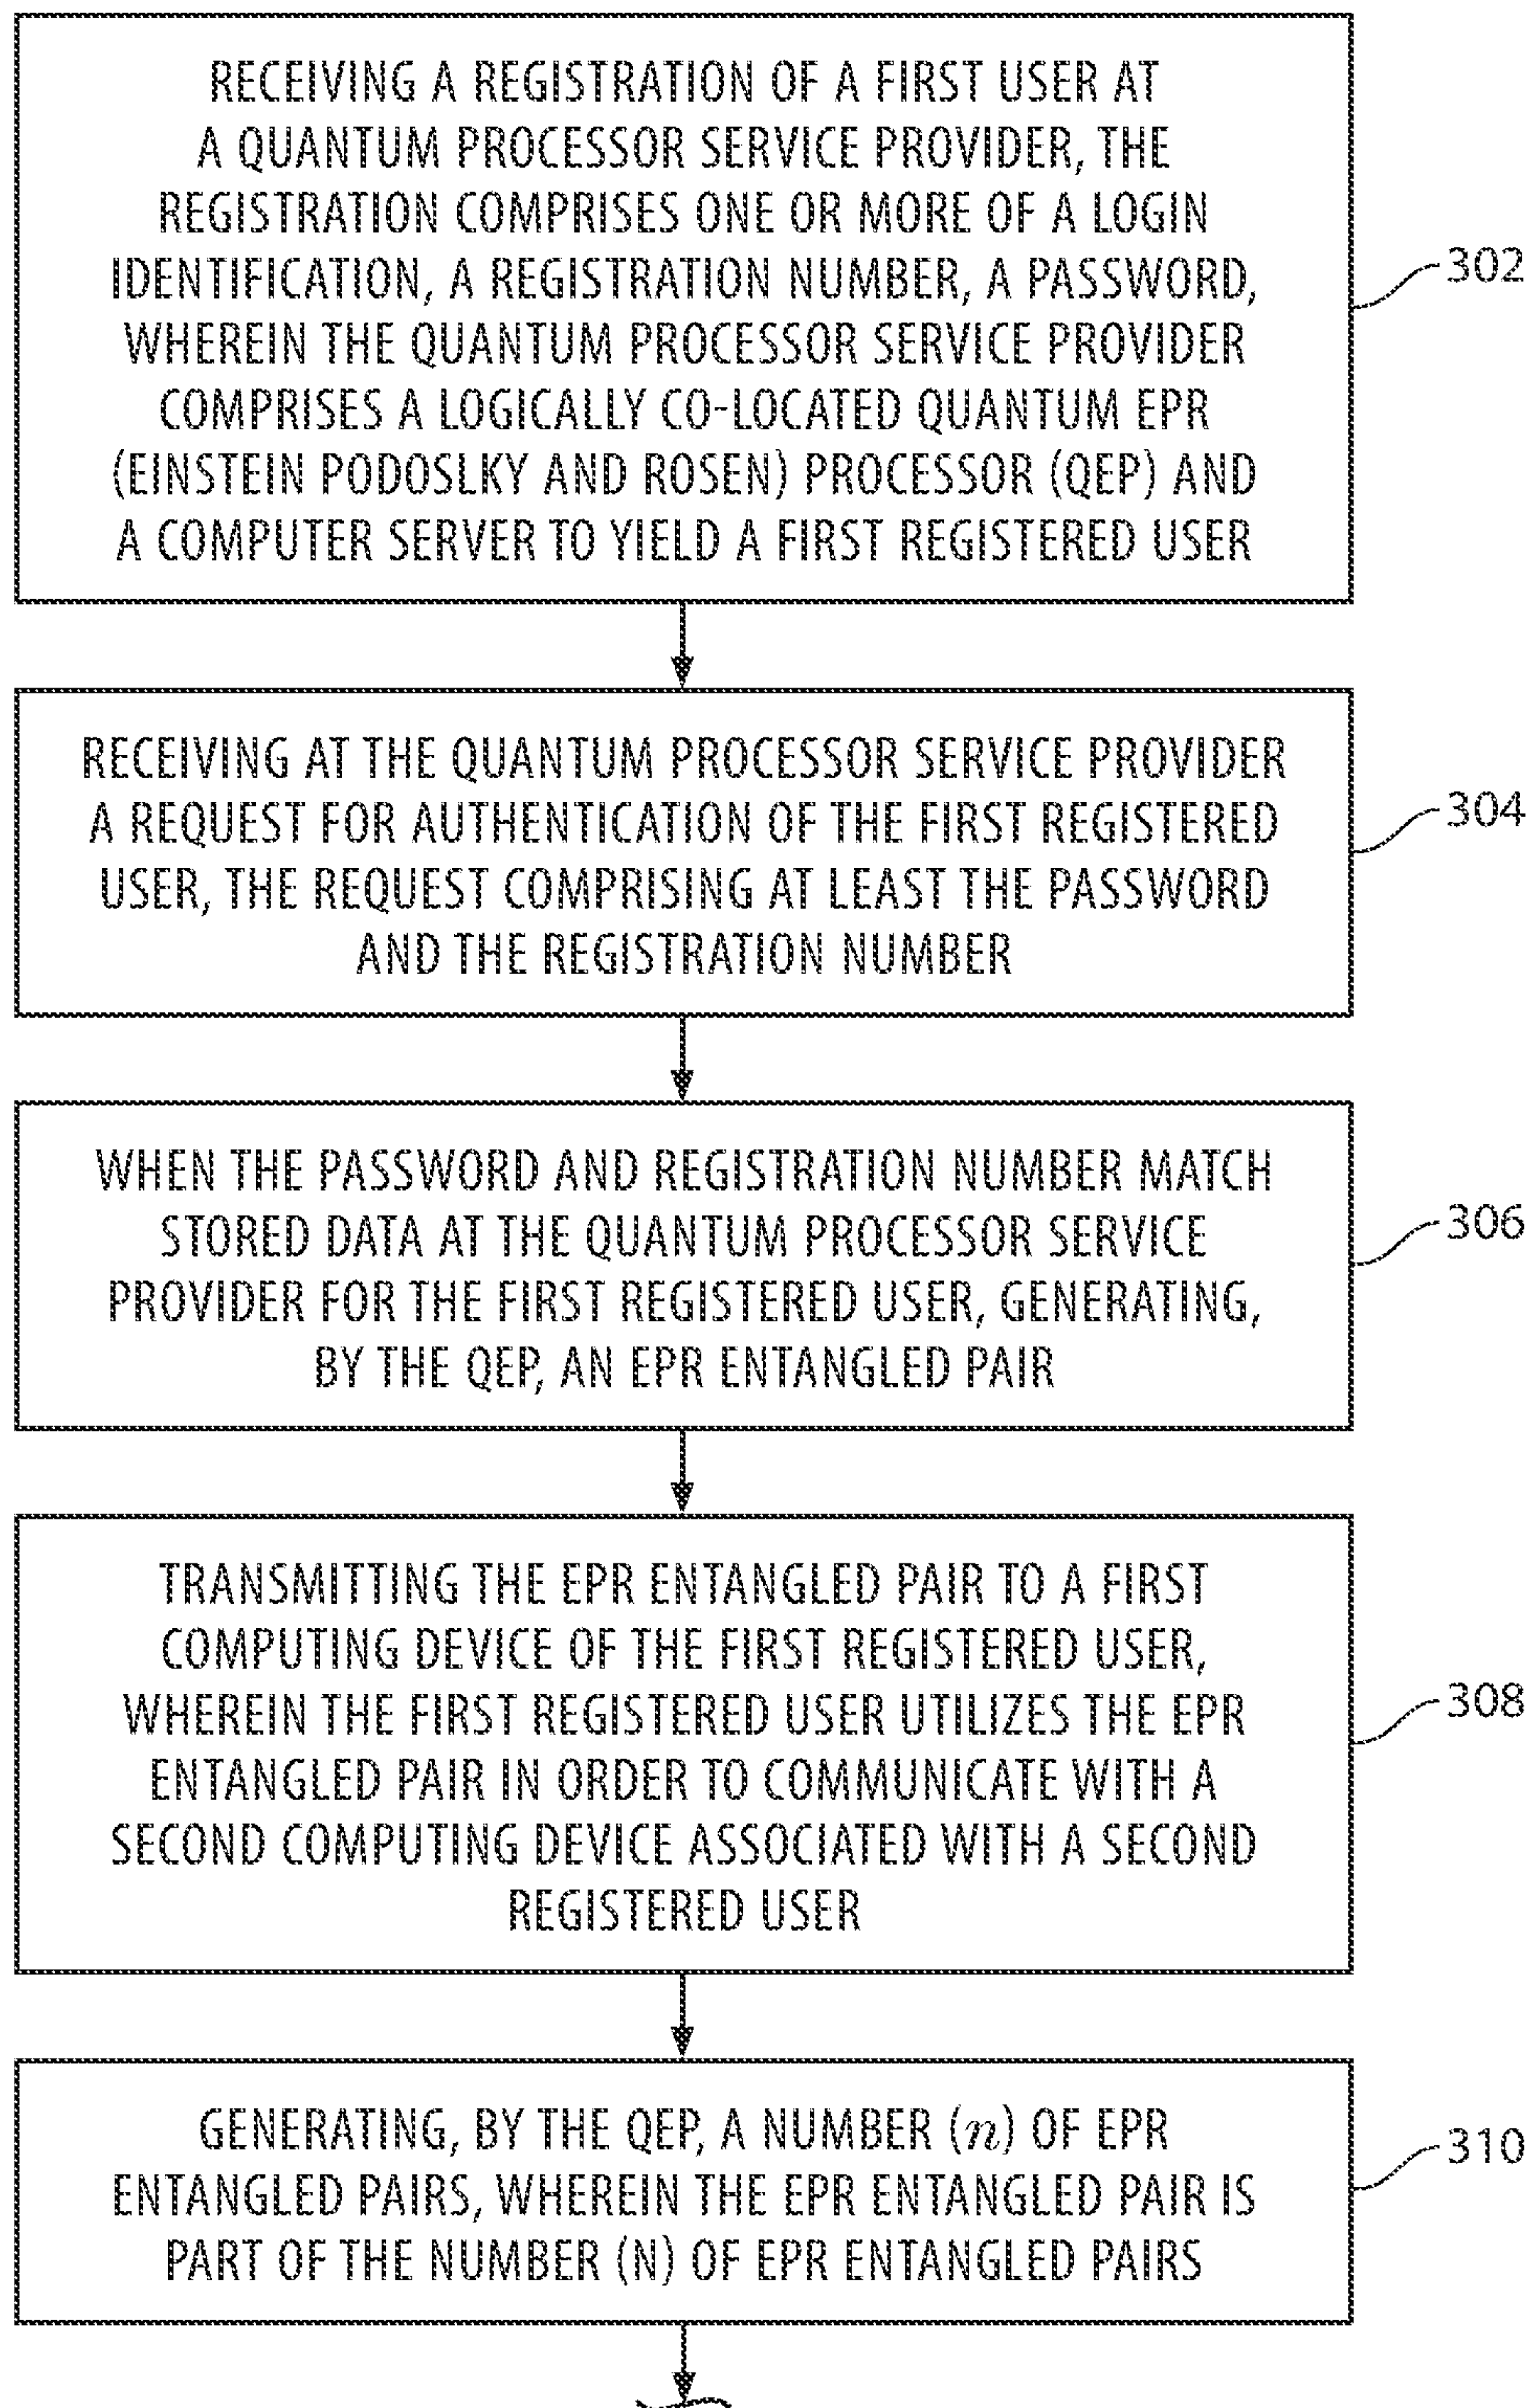 RECEIVING A REGISTRATION OF A FIRST USER AT
A QUANTUM PROCESSOR SERVICE PROVIDER, THE
REGISTRATION COMPRISES ONE OR MORE OF A LOGIN
IDENTIFICATION, A REGISTRATION NUMBER, A PASSWORD,
WHEREIN THE QUANTUM PROCESSOR SERVICE PROVIDER
COMPRISES A LOGICALLY CO-LOCATED QUANTUM EPR
(EINSTEIN PODOSLKY AND ROSEN) PROCESSOR (QEP) AND
A COMPUTER SERVER TO YIELD A FIRST REGISTERED USER
302
RECEIVING AT THE QUANTUM PROCESSOR SERVICE PROVIDER
A REQUEST FOR AUTHENTICATION OF THE FIRST REGISTERED
USER, THE REQUEST COMPRISING AT LEAST THE PASSWORD
AND THE REGISTRATION NUMBER
304
WHEN THE PASSWORD AND REGISTRATION NUMBER MATCH
STORED DATA AT THE QUANTUM PROCESSOR SERVICE
PROVIDER FOR THE FIRST REGISTERED USER, GENERATING,
BY THE QEP, AN EPR ENTANGLED PAIR
306
TRANSMITTING THE EPR ENTANGLED PAIR TO A FIRST
COMPUTING DEVICE OF THE FIRST REGISTERED USER,
WHEREIN THE FIRST REGISTERED USER UTILIZES THE EPR
ENTANGLED PAIR IN ORDER TO COMMUNICATE WITH A
SECOND COMPUTING DEVICE ASSOCIATED WITH A SECOND
REGISTERED USER
308
GENERATING, BY THE QEP, A NUMBER (n) OF EPR
ENTANGLED PAIRS, WHEREIN THE EPR ENTANGLED PAIR IS
PART OF THE NUMBER (N) OF EPR ENTANGLED PAIRS
310